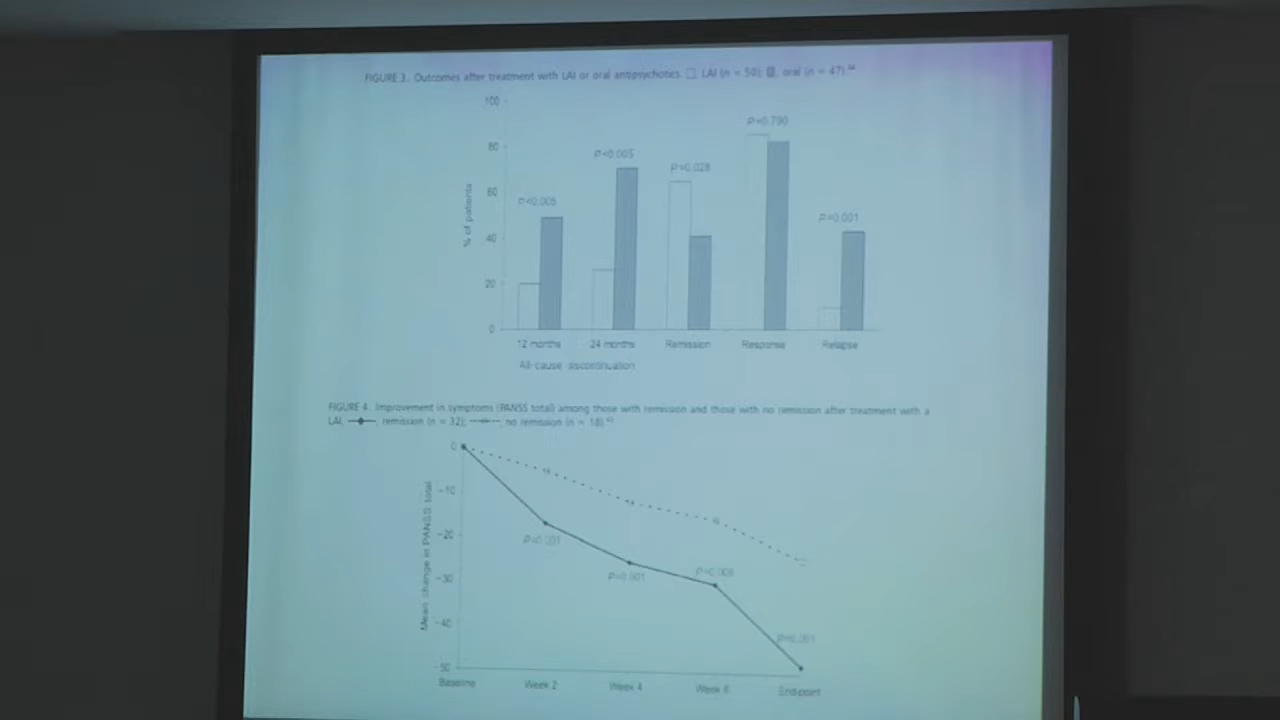 FIGURE 3. Outcomes after treatment with LAI or oral antipsychotics. LAI (n = 50); oral (n = 47).
100
80
60
40
20
0
% of patients
P<0.005
P<0.005
P=0.028
P=0.790
P=0.001
12 months 24 months Remission Response Relapse
All-cause discontinuation
FIGURE 4. Improvement in symptoms (PANSS total) among those with remission and those with no remission after treatment with a
LAI. remission (n = 32); no remission (n = 18).
0
-10
-20
-30
-40
-50
Mean change in PANSS total
P=0.001
Baseline Week 2 Week 4 Endpoint